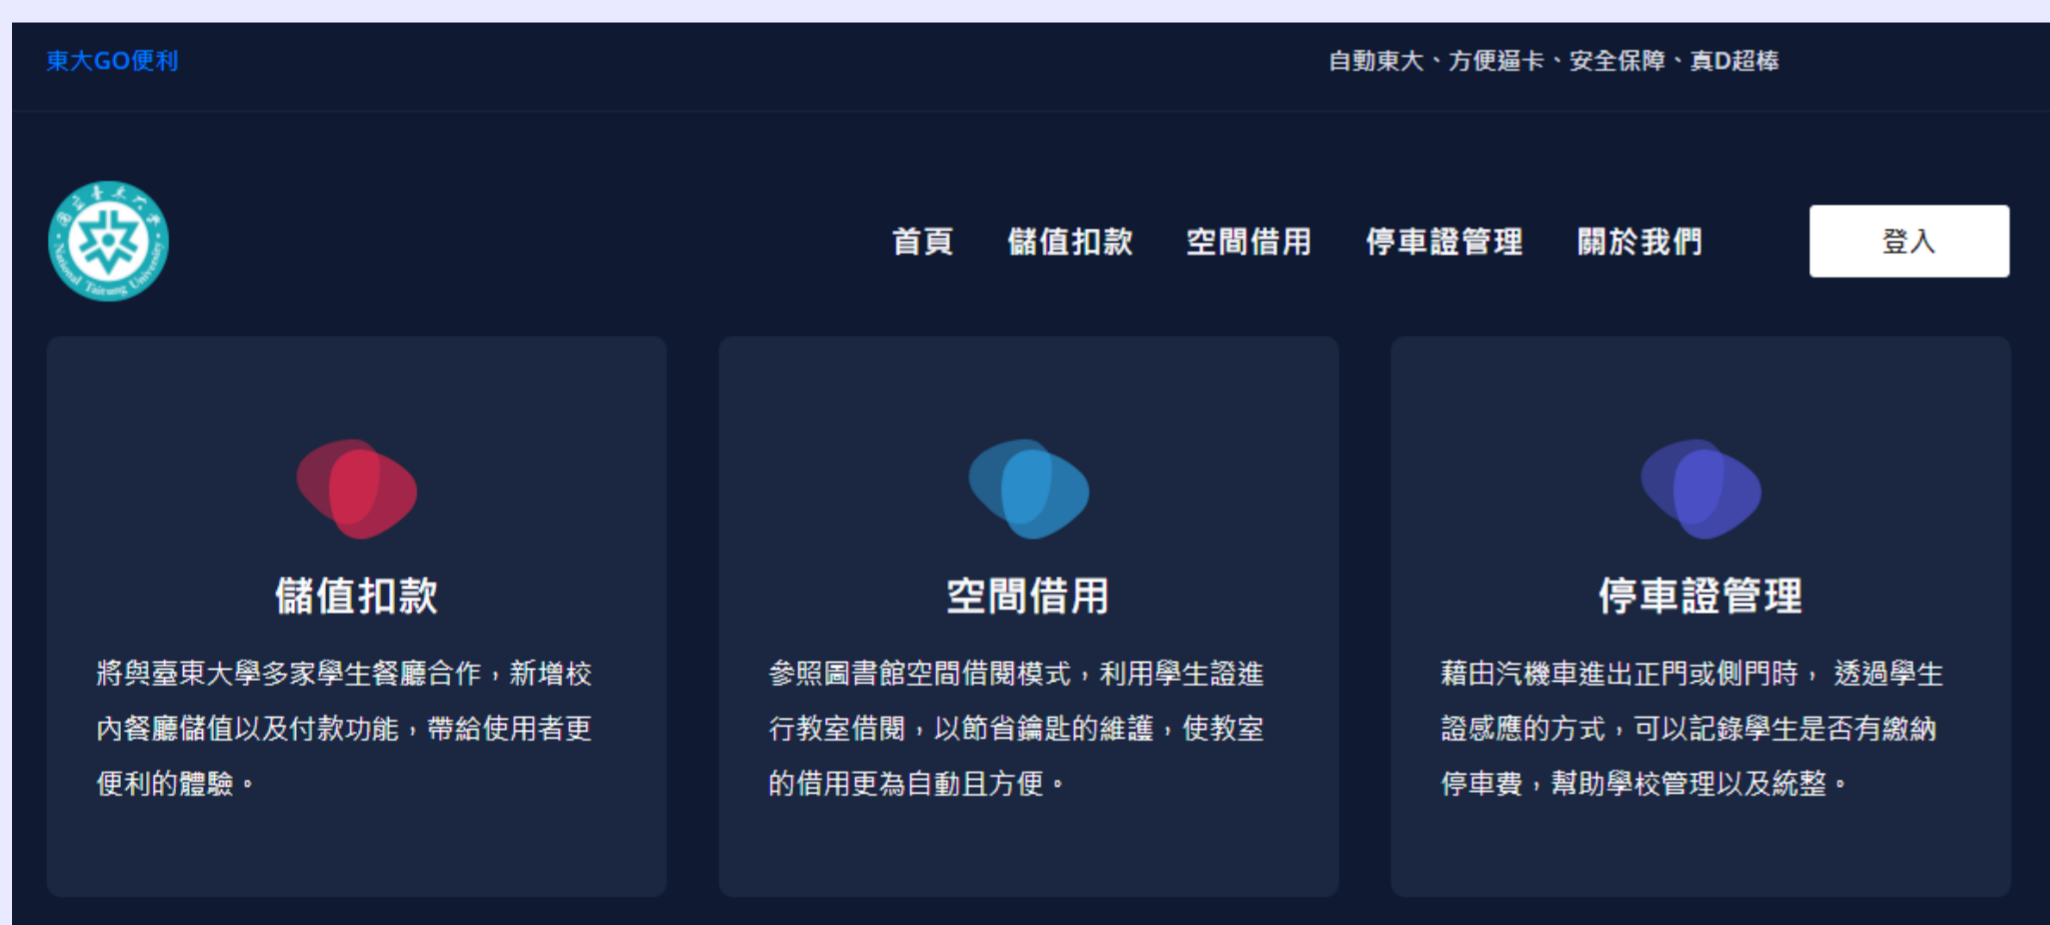 東大GO便利
自動東大、方便逼卡、安全保障、真D超棒
國立臺東大學
National Taitung University
首頁 儲值扣款 空間借用 停車證管理 關於我們 登入
儲值扣款
將與臺東大學多家學生餐廳合作，新增校
內餐廳儲值以及付款功能，帶給使用者更
便利的體驗。
空間借用
參照圖書館空間借閱模式，利用學生證進
行教室借閱，以節省鑰匙的維護，使教室
的借用更為自動且方便。
停車證管理
藉由汽機車進出正門或側門時， 透過學生
證感應的方式，可以記錄學生是否有繳納
停車費，幫助學校管理以及統整。